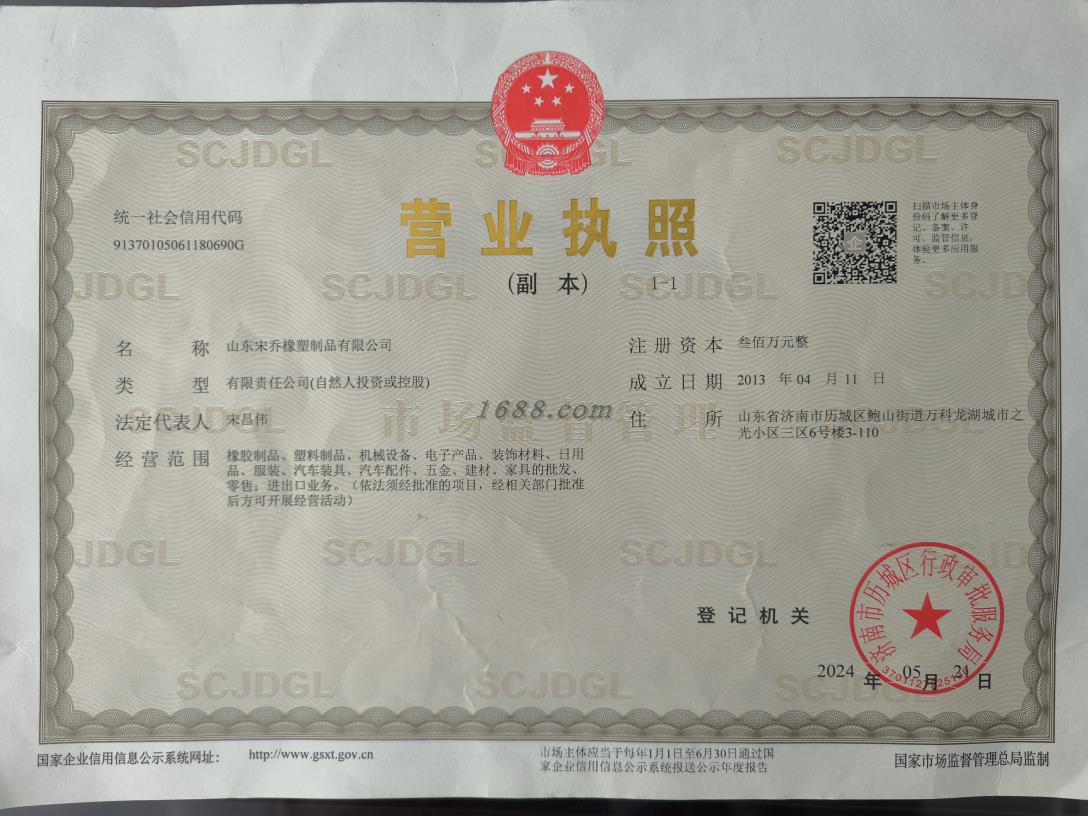 营业执照
(副 本)
1-1
统一社会信用代码
91370105061180690G
扫描市场主体身
份码了解更多登
记、备案、许
可、监管信息,
体验更多应用服
务。
名 称 山东宋乔橡塑制品有限公司
类 型 有限责任公司(自然人投资或控股)
法定代表人 宋昌伟
经营范围 橡胶制品、塑料制品、机械设备、电子产品、装饰材料、日用
品、服装、汽车装具、汽车配件、五金、建材、家具的批发、
零售;进出口业务。(依法须经批准的项目,经相关部门批准
后方可开展经营活动)
注册资本 叁佰万元整
成立日期 2013 年 04 月 11 日
住 所 山东省济南市历城区鲍山街道万科龙湖城市之
光小区三区6号楼3-110
1688.com
市场监督管理
SCJDGL
登记机关
济南市历城区行政审批服务局
2024 年 05 月 21 日
国家企业信用信息公示系统网址: http://www.gsxt.gov.cn
市场主体应当于每年1月1日至6月30日通过国
家企业信用信息公示系统报送公示年度报告
国家市场监督管理总局监制